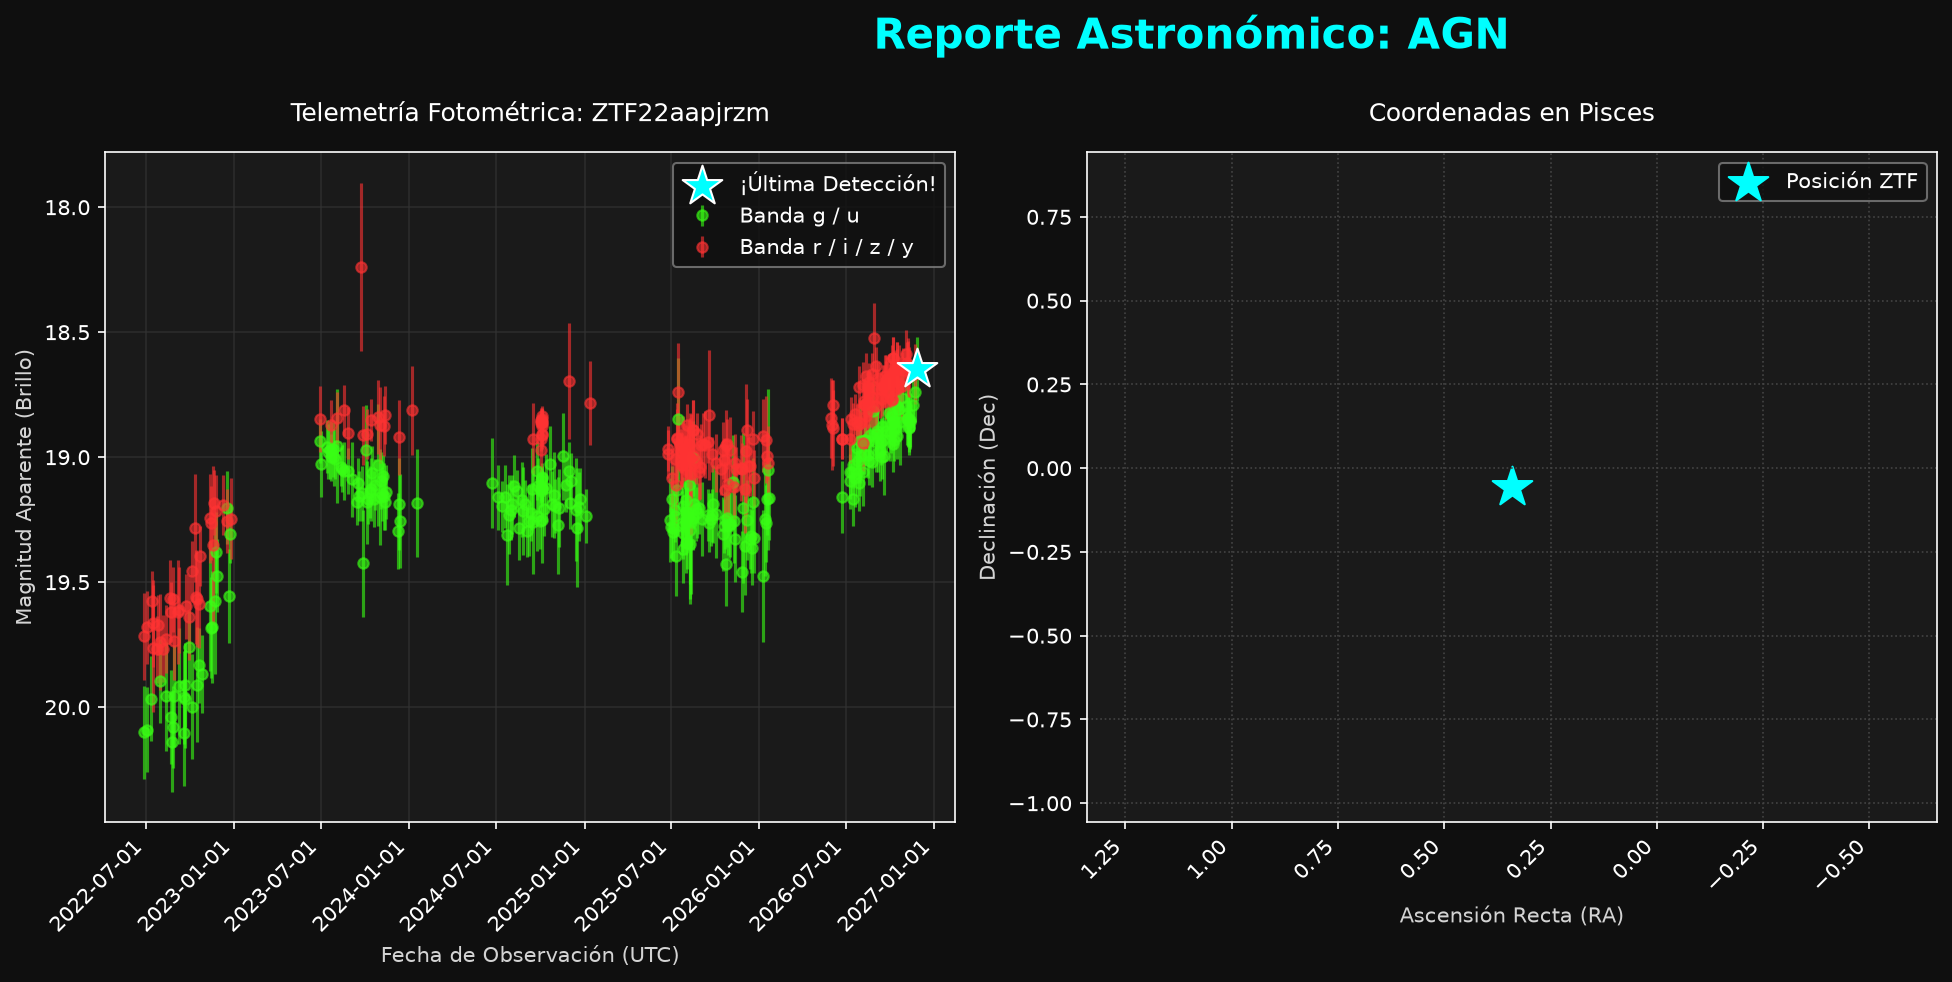 Reporte Astronómico: AGN
Telemetría Fotométrica: ZTF22aapjrzm
¡Última Detección!
Banda g / u
Banda r / i / z / y
Magnitud Aparente (Brillo)
18.0
18.5
19.0
19.5
20.0
2022-07-01
2023-01-01
2023-07-01
2024-01-01
2024-07-01
2025-01-01
2025-07-01
2026-01-01
2026-07-01
2027-01-01
Fecha de Observación (UTC)
Coordenadas en Pisces
Posición ZTF
Declinación (Dec)
0.75
0.50
0.25
0.00
−0.25
−0.50
−0.75
−1.00
1.25
1.00
0.75
0.50
0.25
0.00
−0.25
−0.50
Ascensión Recta (RA)